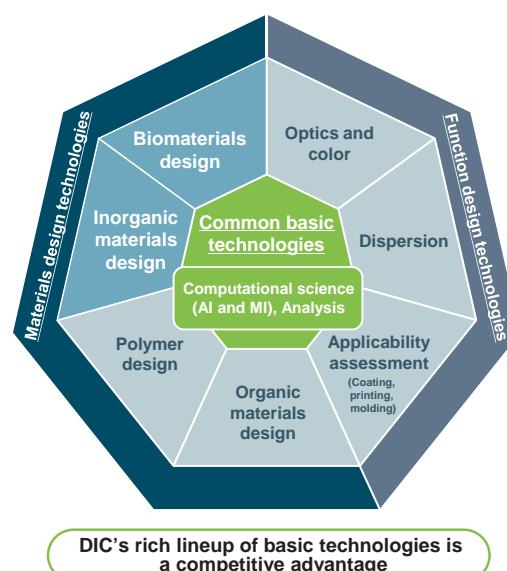 Materials design technologies
Function design technologies
Biomaterials
design
Optics and
color
Inorganic
materials
design
Common basic
technologies
Dispersion
Computational science
(AI and MI), Analysis
Polymer
design
Organic
materials
design
Applicability
assessment
(Coating,
printing,
molding)
DIC's rich lineup of basic technologies is
a competitive advantage